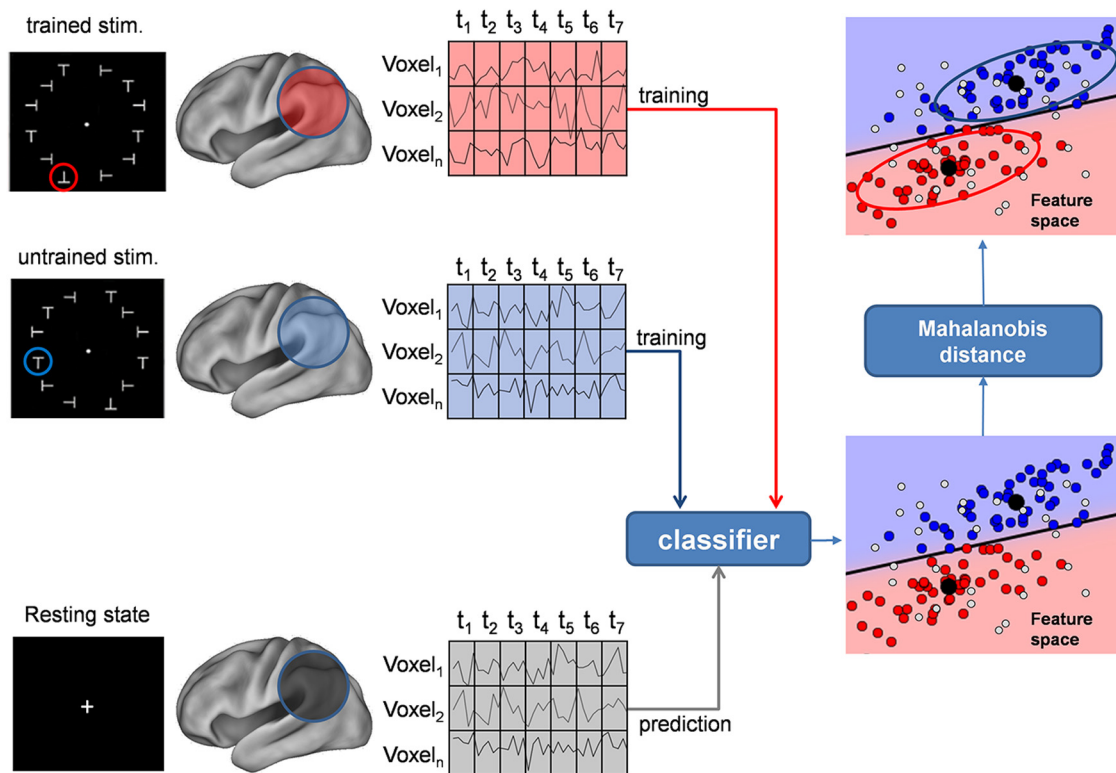 trained stim.
t1 t2 t3 t4 t5 t6 t7
Voxel1
Voxel2
Voxeln
training
Feature
space
untrained stim.
t1 t2 t3 t4 t5 t6 t7
Voxel1
Voxel2
Voxeln
training
Mahalanobis
distance
classifier
Feature
space
Resting state
t1 t2 t3 t4 t5 t6 t7
Voxel1
Voxel2
Voxeln
prediction